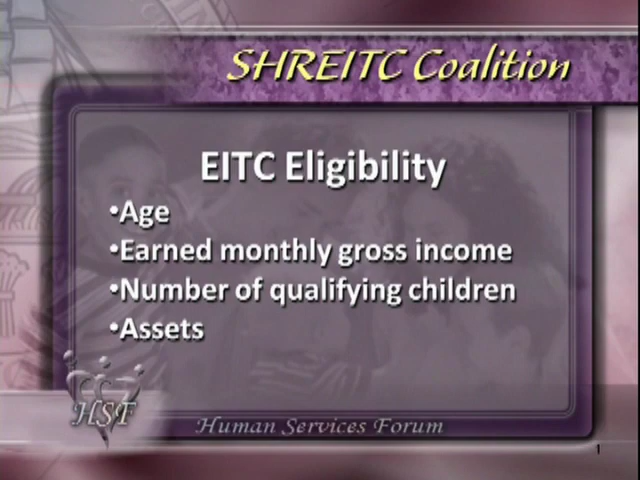 SHREITC Coalition
EITC Eligibility
•Age
•Earned monthly gross income
•Number of qualifying children
•Assets
HSF
Human Services Forum
1